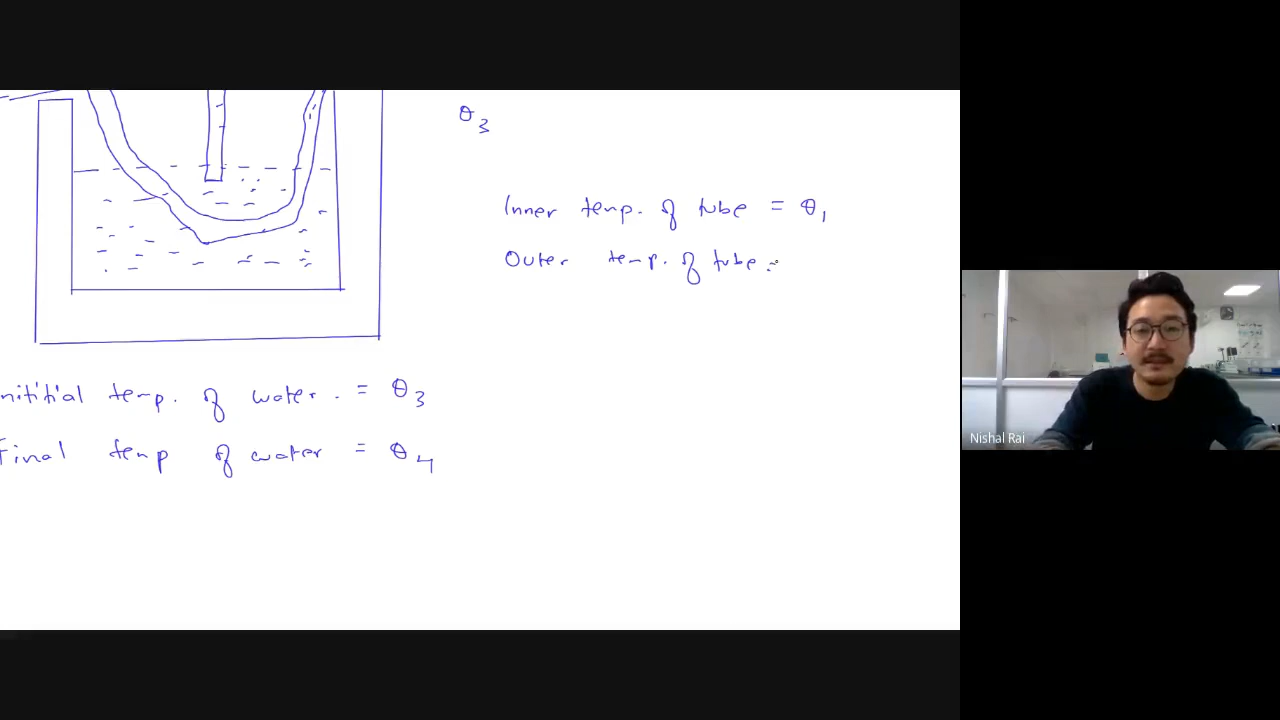 θ3
Inner temp. of tube = θ1
Outer temp. of tube =
nititial temp. of water. = θ3
Final temp of water = θ4
Nishal Rai